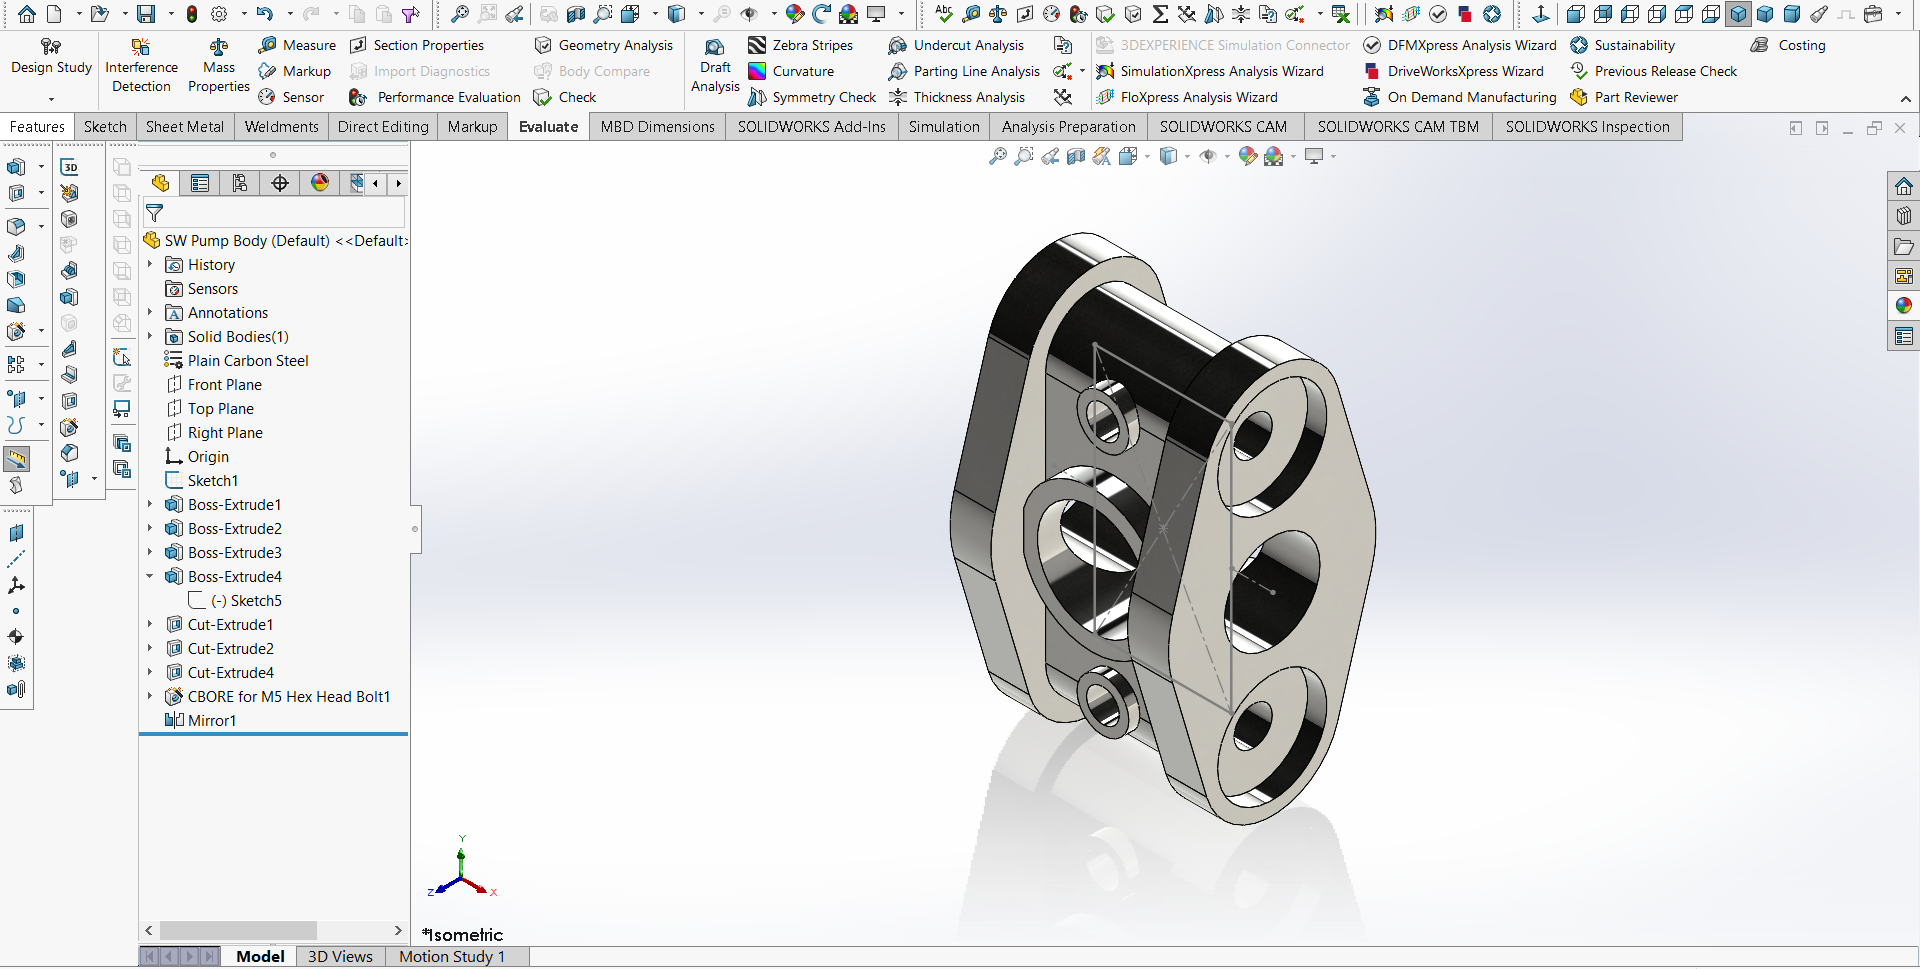 Design Study
Interference Detection
Mass Properties
Measure
Markup
Sensor
Section Properties
Import Diagnostics
Performance Evaluation
Geometry Analysis
Body Compare
Check
Draft Analysis
Zebra Stripes
Curvature
Symmetry Check
Undercut Analysis
Parting Line Analysis
Thickness Analysis
3DEXPERIENCE Simulation Connector
SimulationXpress Analysis Wizard
FloXpress Analysis Wizard
DFMXpress Analysis Wizard
DriveWorksXpress Wizard
On Demand Manufacturing
Sustainability
Previous Release Check
Part Reviewer
Costing
Features Sketch Sheet Metal Weldments Direct Editing Markup Evaluate MBD Dimensions SOLIDWORKS Add-Ins Simulation Analysis Preparation SOLIDWORKS CAM SOLIDWORKS CAM TBM SOLIDWORKS Inspection
3D
SW Pump Body (Default) <<Default>
History
Sensors
A Annotations
Solid Bodies(1)
Plain Carbon Steel
Front Plane
Top Plane
Right Plane
Origin
Sketch1
Boss-Extrude1
Boss-Extrude2
Boss-Extrude3
Boss-Extrude4
(-) Sketch5
Cut-Extrude1
Cut-Extrude2
Cut-Extrude4
CBORE for M5 Hex Head Bolt1
Mirror1
Y
Z
X
*Isometric
Model 3D Views Motion Study 1